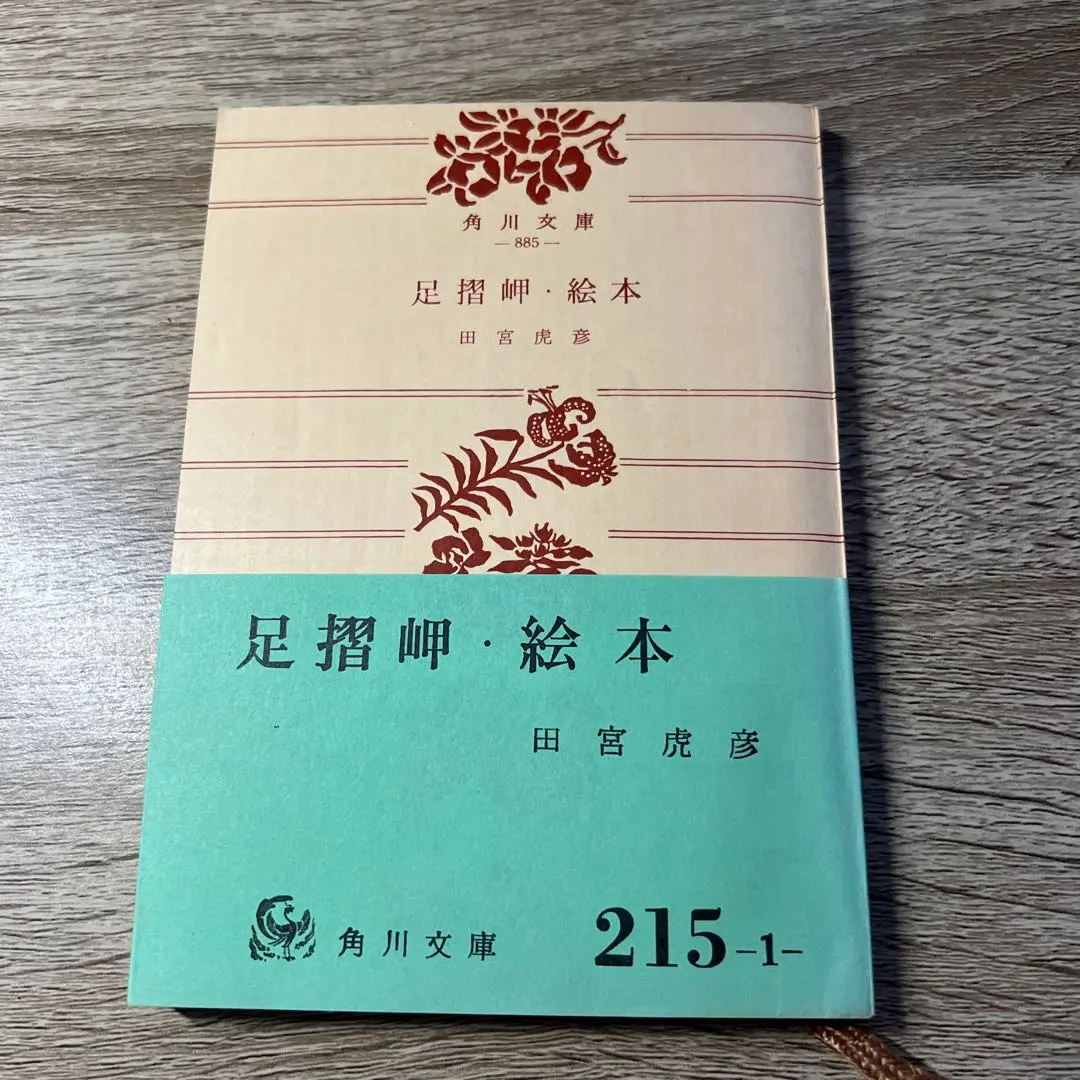 角川文庫
—885—
足摺岬・絵本
田宮虎彦
足摺岬・絵本
田宮虎彦
角川文庫
215-1-